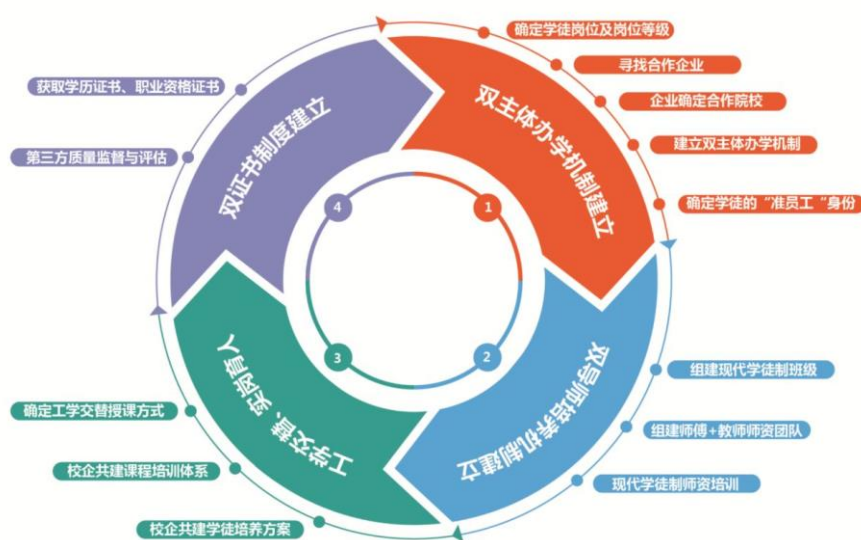 双主体办学机制建立
1
确定学徒岗位及岗位等级
寻找合作企业
企业确定合作院校
建立双主体办学机制
确定学徒的“准员工“身份
双导师培养机制建立
2
组建现代学徒制班级
组建师傅+教师师资团队
现代学徒制师资培训
工学交替、实岗育人
3
校企共建学徒培养方案
校企共建课程培训体系
确定工学交替授课方式
双证书制度建立
4
第三方质量监督与评估
获取学历证书、职业资格证书